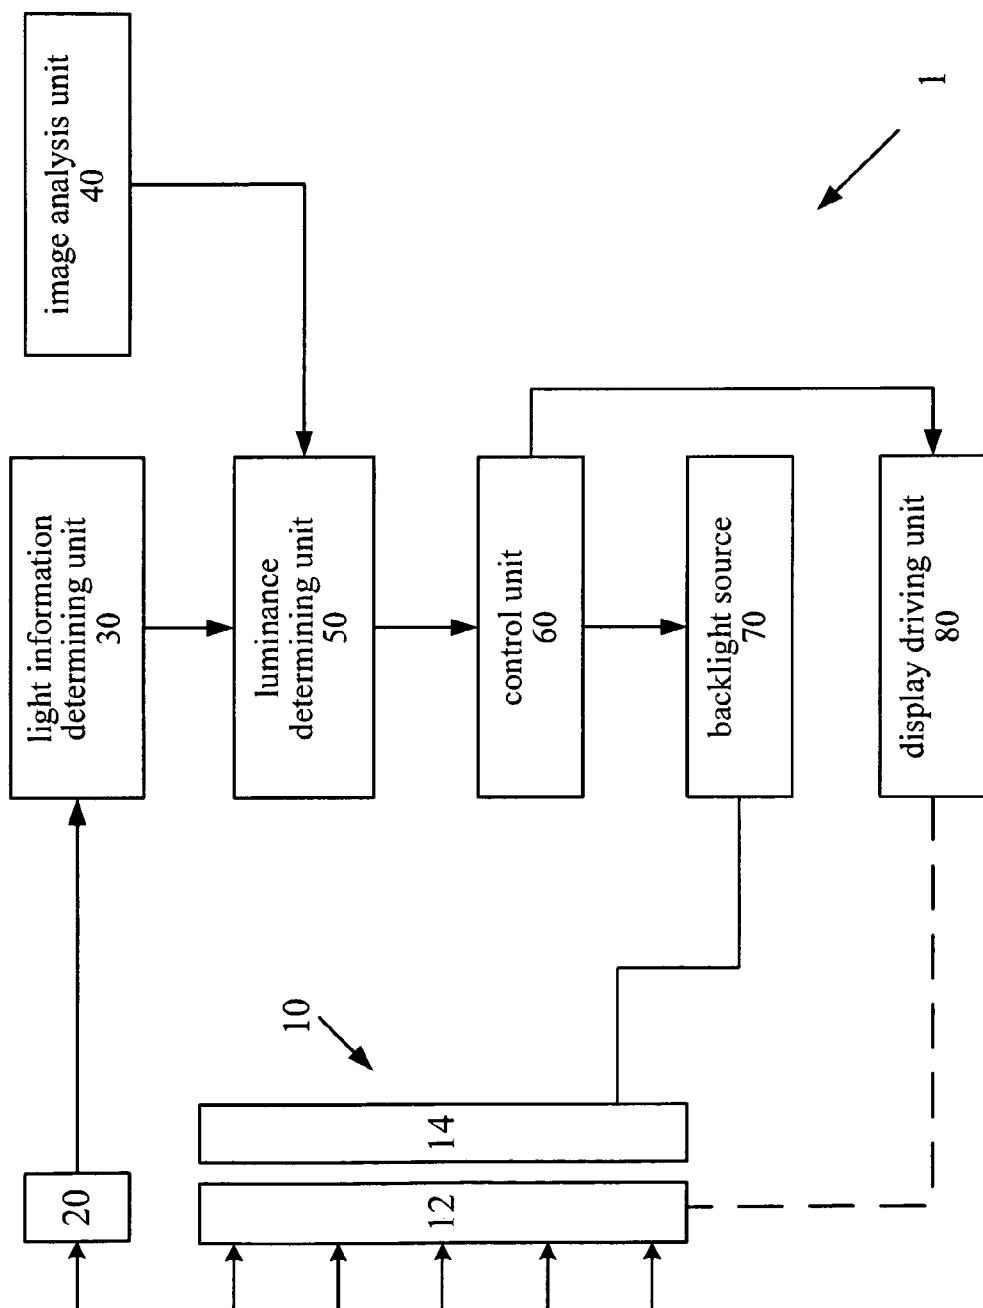 20
light information
determining unit
30
image analysis unit
40
luminance
determining unit
50
10
14
12
control unit
60
backlight source
70
display driving unit
80
1